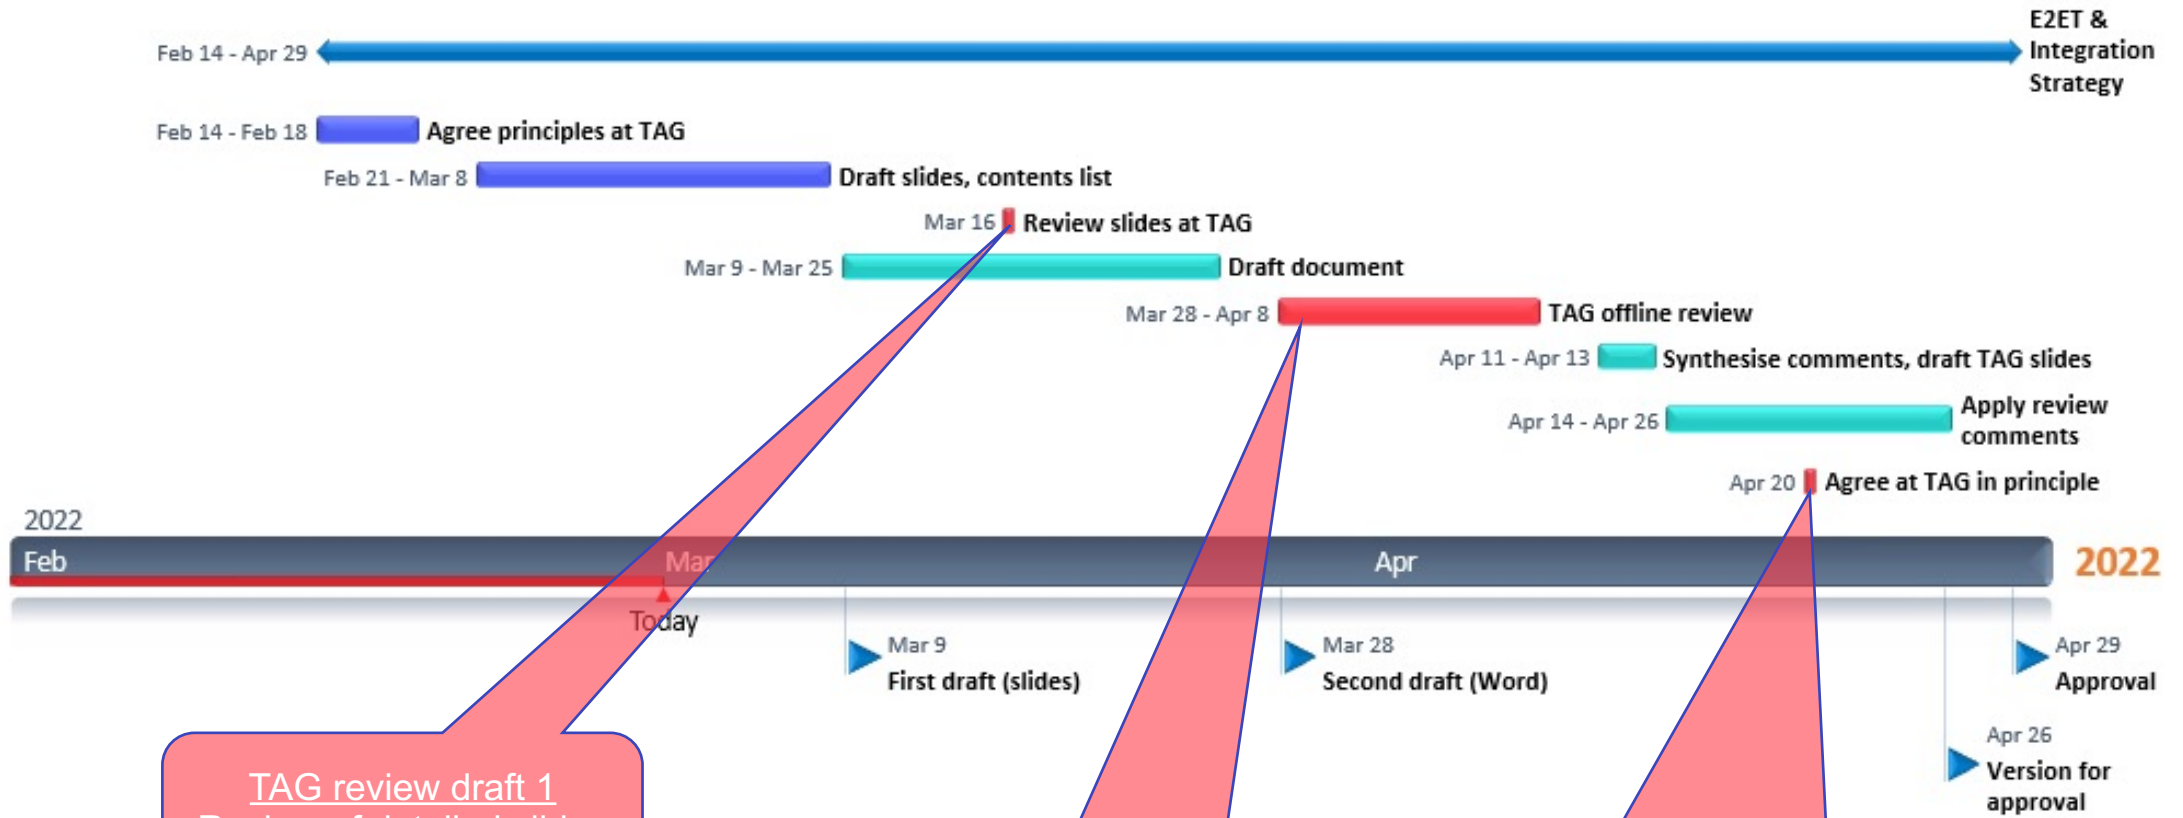 E2ET &
Integration
Strategy
Feb 14 - Apr 29
Feb 14 - Feb 18
Agree principles at TAG
Feb 21 - Mar 8
Draft slides, contents list
Mar 16
Review slides at TAG
Mar 9 - Mar 25
Draft document
Mar 28 - Apr 8
TAG offline review
Apr 11 - Apr 13
Synthesise comments, draft TAG slides
Apr 14 - Apr 26
Apply review
comments
Apr 20
Agree at TAG in principle
2022
Feb
Mar
Apr
2022
Today
Mar 9
First draft (slides)
Mar 28
Second draft (Word)
Apr 29
Approval
Apr 26
Version for
approval
TAG review draft 1